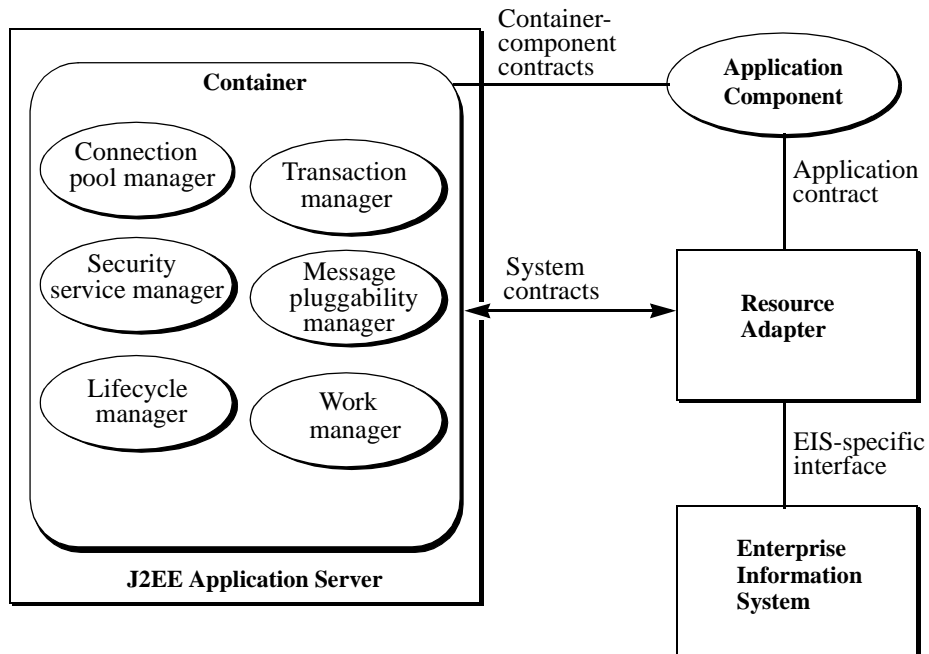 Container-
component
contracts
Container
Application
Component
Connection
pool manager
Transaction
manager
Application
contract
Security
service manager
Message
pluggability
manager
System
contracts
Resource
Adapter
Lifecycle
manager
Work
manager
EIS-specific
interface
J2EE Application Server
Enterprise
Information
System